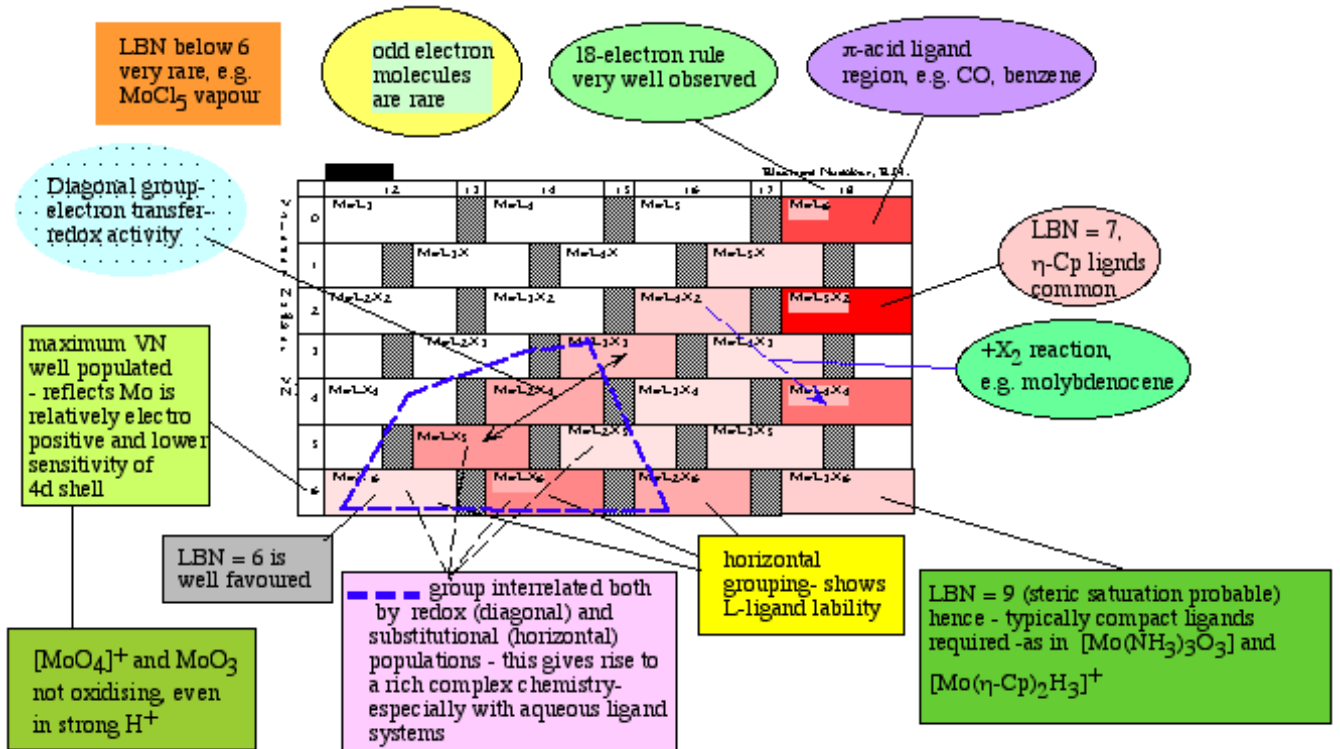 LBN below 6
very rare, e.g.
MoCl5 vapour
odd electron
molecules
are rare
18-electron rule
very well observed
π-acid ligand
region, e.g. CO, benzene
Diagonal group-
electron transfer-
redox activity
Electron Number, E.N.
12 13 14 15 16 17 18
0 MoL3 MoL4 MoL5 MoL6
1 MoL3X MoL4X MoL5X
2 MoL2X2 MoL3X2 MoL4X2 MoL5X2
3 MoL2X3 MoL3X3
4 MoLX4 MoL2X4 MoL3X4 MoL4X4
5 MoLX5 MoL2X5 MoL3X5
6 MoX6 MoLX6 MoL2X6 MoL3X6
LBN = 7,
η-Cp lignds
common
+X2 reaction,
e.g. molybdenocene
maximum VN
well populated
- reflects Mo is
relatively electro
positive and lower
sensitivity of
4d shell
LBN = 6 is
well favoured
group interrelated both
by redox (diagonal) and
substitutional (horizontal)
populations - this gives rise to
a rich complex chemistry-
especially with aqueous ligand
systems
horizontal
grouping- shows
L-ligand lability
LBN = 9 (steric saturation probable)
hence - typically compact ligands
required -as in [Mo(NH3)3O3] and
[Mo(η-Cp)2H3]+
[MoO4]+ and MoO3
not oxidising, even
in strong H+